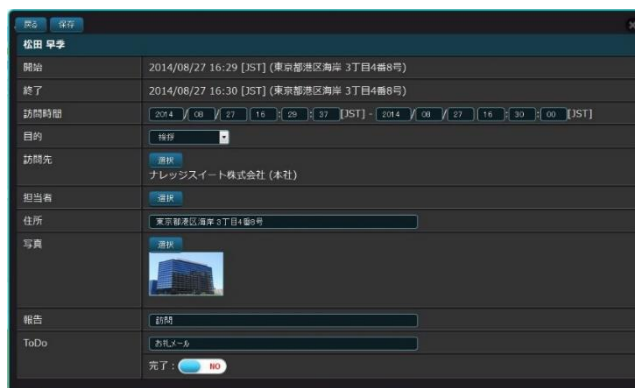 戻る 保存
松田 早季
開始 2014/08/27 16:29 [JST] (東京都港区海岸 3丁目4番8号)
終了 2014/08/27 16:30 [JST] (東京都港区海岸 3丁目4番8号)
訪問時間 2014 / 08 / 27 16 : 29 : 37 [JST] - 2014 / 08 / 27 16 : 30 : 00 [JST]
目的 挨拶
訪問先 選択
ナレッジスイート株式会社 (本社)
担当者 選択
住所 東京都港区海岸 3丁目4番8号
写真 選択
報告 訪問
ToDo お礼メール
完了 : NO